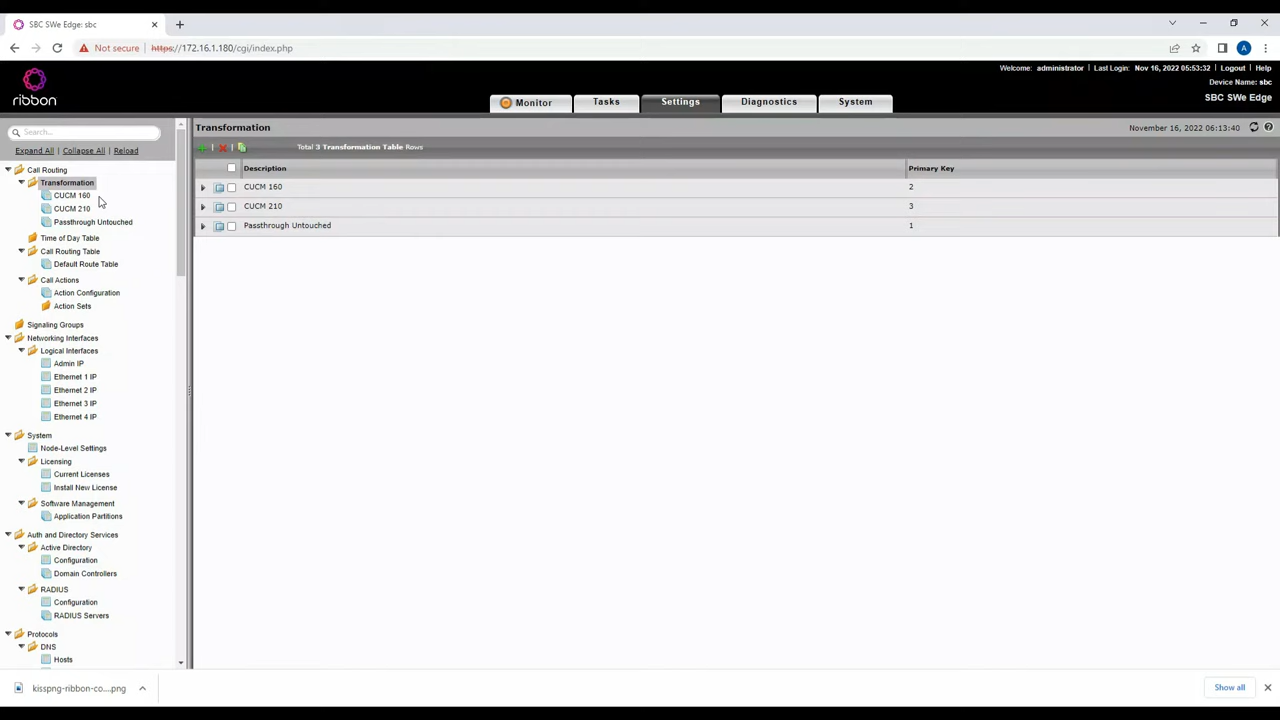 SBC SWe Edge: sbc
Not secure
https://172.16.1.180/cgi/index.php
A
Welcome: administrator | Last Login: Nov 16, 2022 05:53:32 | Logout | Help
Device Name: sbc
SBC SWe Edge
ribbon
Monitor
Tasks
Settings
Diagnostics
System
Search...
Expand All | Collapse All | Reload
Call Routing
Transformation
CUCM 160
CUCM 210
Passthrough Untouched
Time of Day Table
Call Routing Table
Default Route Table
Call Actions
Action Configuration
Action Sets
Signaling Groups
Networking Interfaces
Logical Interfaces
Admin IP
Ethernet 1 IP
Ethernet 2 IP
Ethernet 3 IP
Ethernet 4 IP
System
Node-Level Settings
Licensing
Current Licenses
Install New License
Software Management
Application Partitions
Auth and Directory Services
Active Directory
Configuration
Domain Controllers
RADIUS
Configuration
RADIUS Servers
Protocols
DNS
Hosts
Transformation
November 16, 2022 06:13:40
Total 3 Transformation Table Rows
Description Primary Key
CUCM 160 2
CUCM 210 3
Passthrough Untouched 1
kisspng-ribbon-co....png
Show all